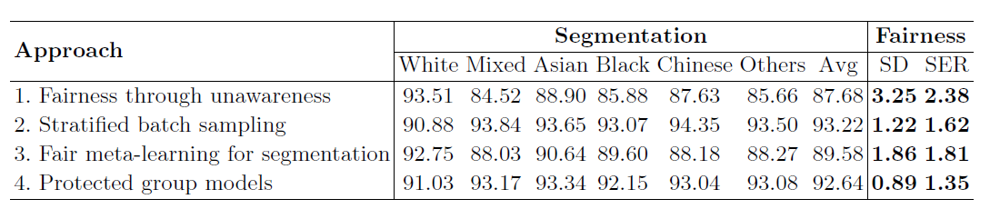 Approach Segmentation Fairness
White Mixed Asian Black Chinese Others Avg SD SER
1. Fairness through unawareness 93.51 84.52 88.90 85.88 87.63 85.66 87.68 3.25 2.38
2. Stratified batch sampling 90.88 93.84 93.65 93.07 94.35 93.50 93.22 1.22 1.62
3. Fair meta-learning for segmentation 92.75 88.03 90.64 89.60 88.18 88.27 89.58 1.86 1.81
4. Protected group models 91.03 93.17 93.34 92.15 93.04 93.08 92.64 0.89 1.35